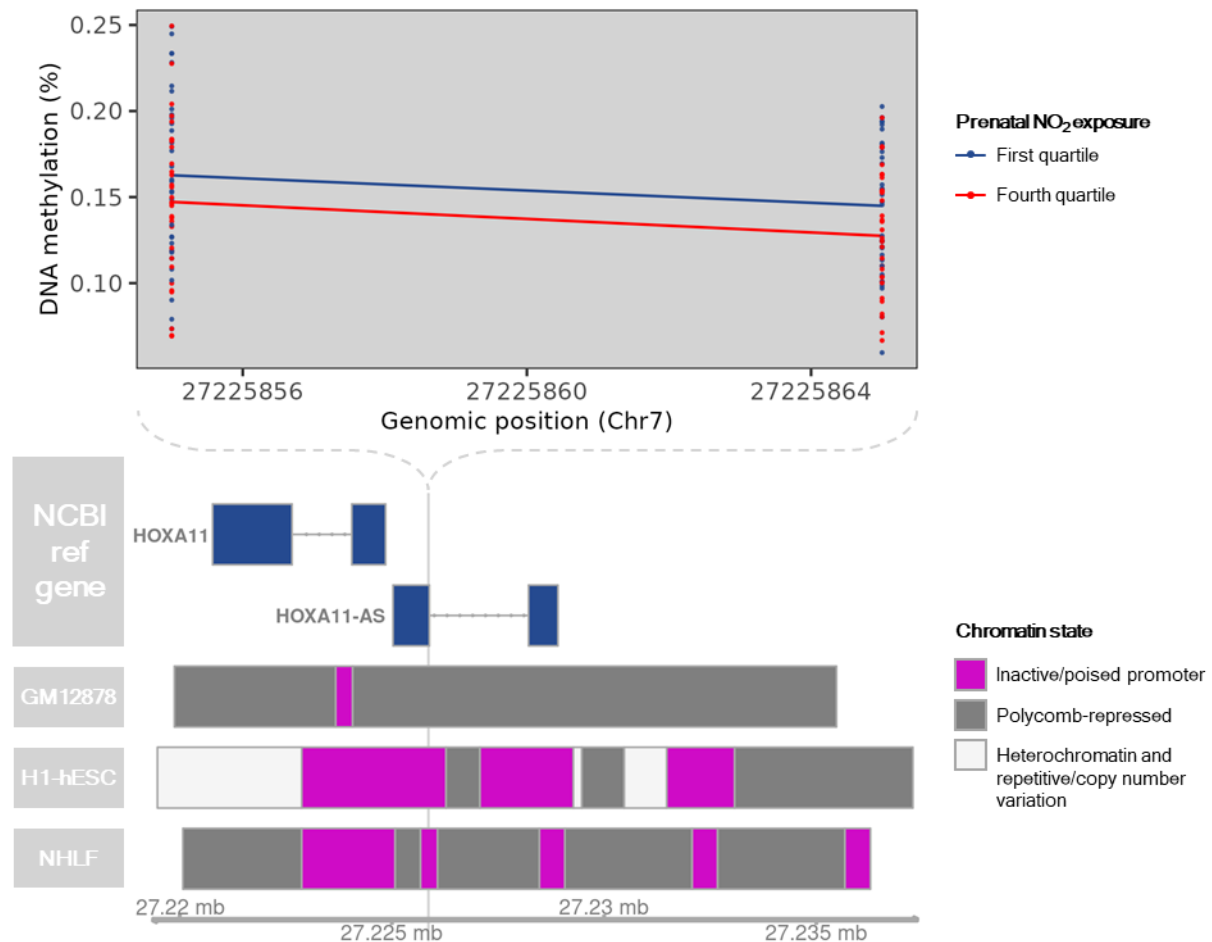 0.25
0.20
0.15
0.10
DNA methylation (%)
27225856
27225860
27225864
Genomic position (Chr7)
Prenatal NO₂ exposure
First quartile
Fourth quartile
NCBI
ref
gene
HOXA11
HOXA11-AS
GM12878
H1-hESC
NHLF
Chromatin state
Inactive/poised promoter
Polycomb-repressed
Heterochromatin and
repetitive/copy number
variation
27.22 mb
27.23 mb
27.225 mb
27.235 mb